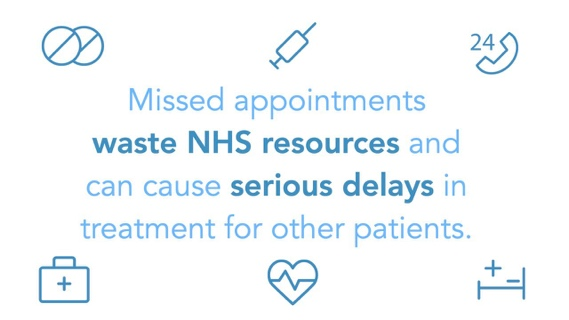 24
Missed appointments
waste NHS resources and
can cause serious delays in
treatment for other patients.